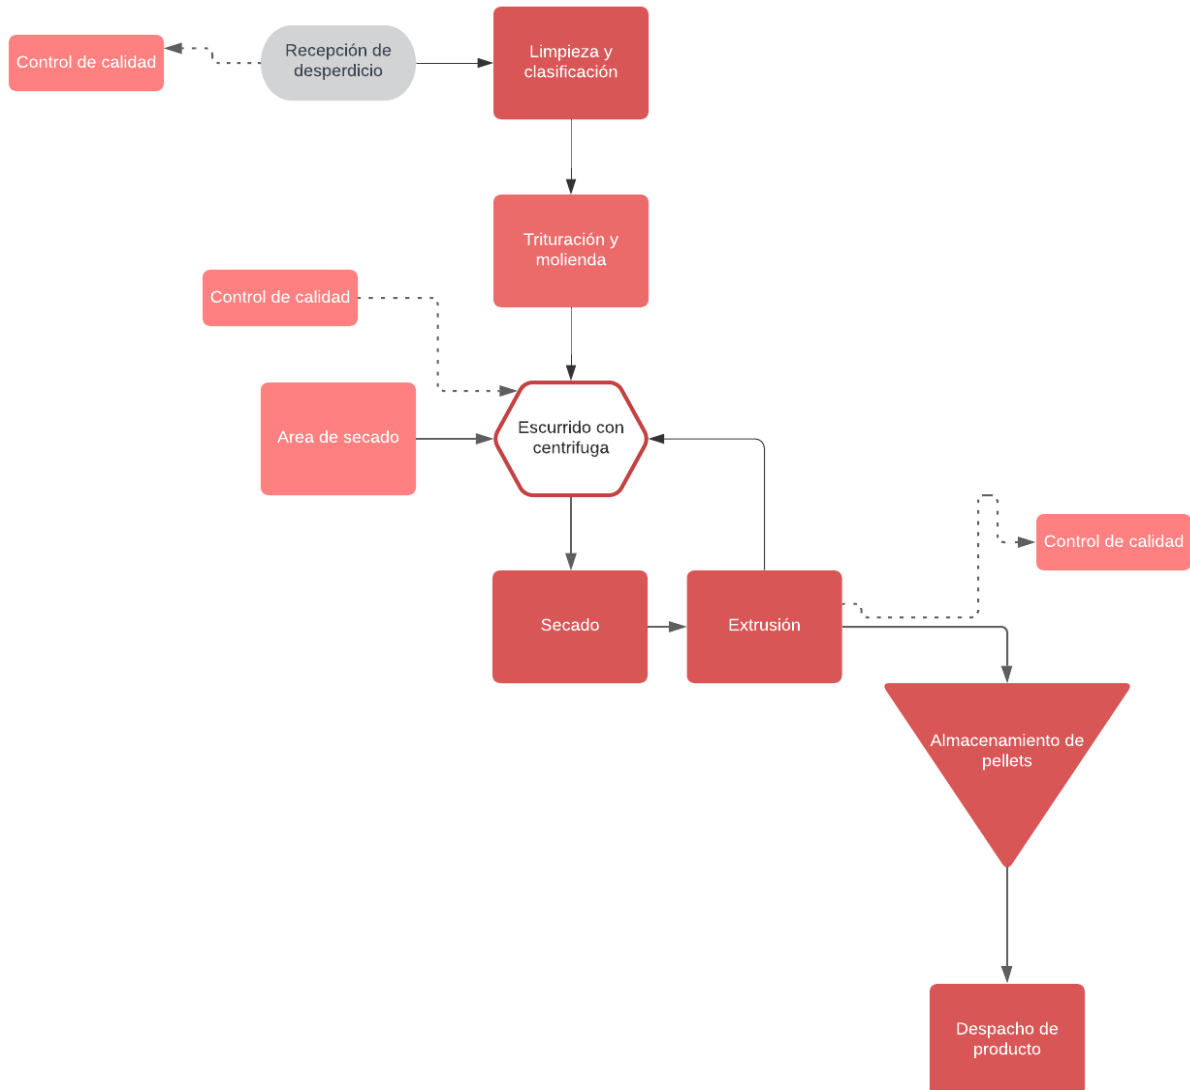 Control de calidad
Recepción de
desperdicio
Limpieza y
clasificación
Trituración y
molienda
Control de calidad
Area de secado
Escurrido con
centrifuga
Control de calidad
Secado
Extrusión
Almacenamiento de
pellets
Despacho de
producto